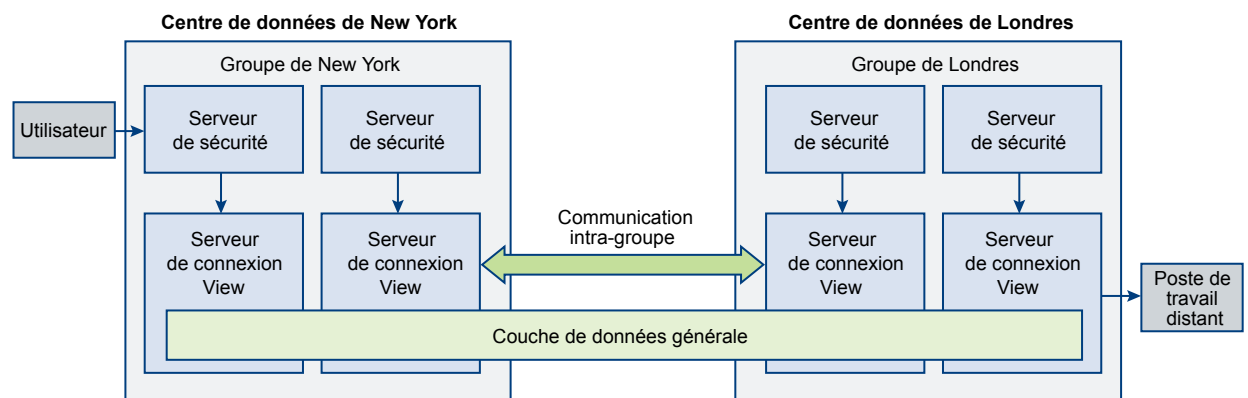 Centre de données de New York
Groupe de New York
Utilisateur
Serveur
de sécurité
Serveur
de sécurité
Serveur
de connexion
View
Serveur
de connexion
View
Communication
intra-groupe
Centre de données de Londres
Groupe de Londres
Serveur
de sécurité
Serveur
de sécurité
Serveur
de connexion
View
Serveur
de connexion
View
Poste de
travail
distant
Couche de données générale